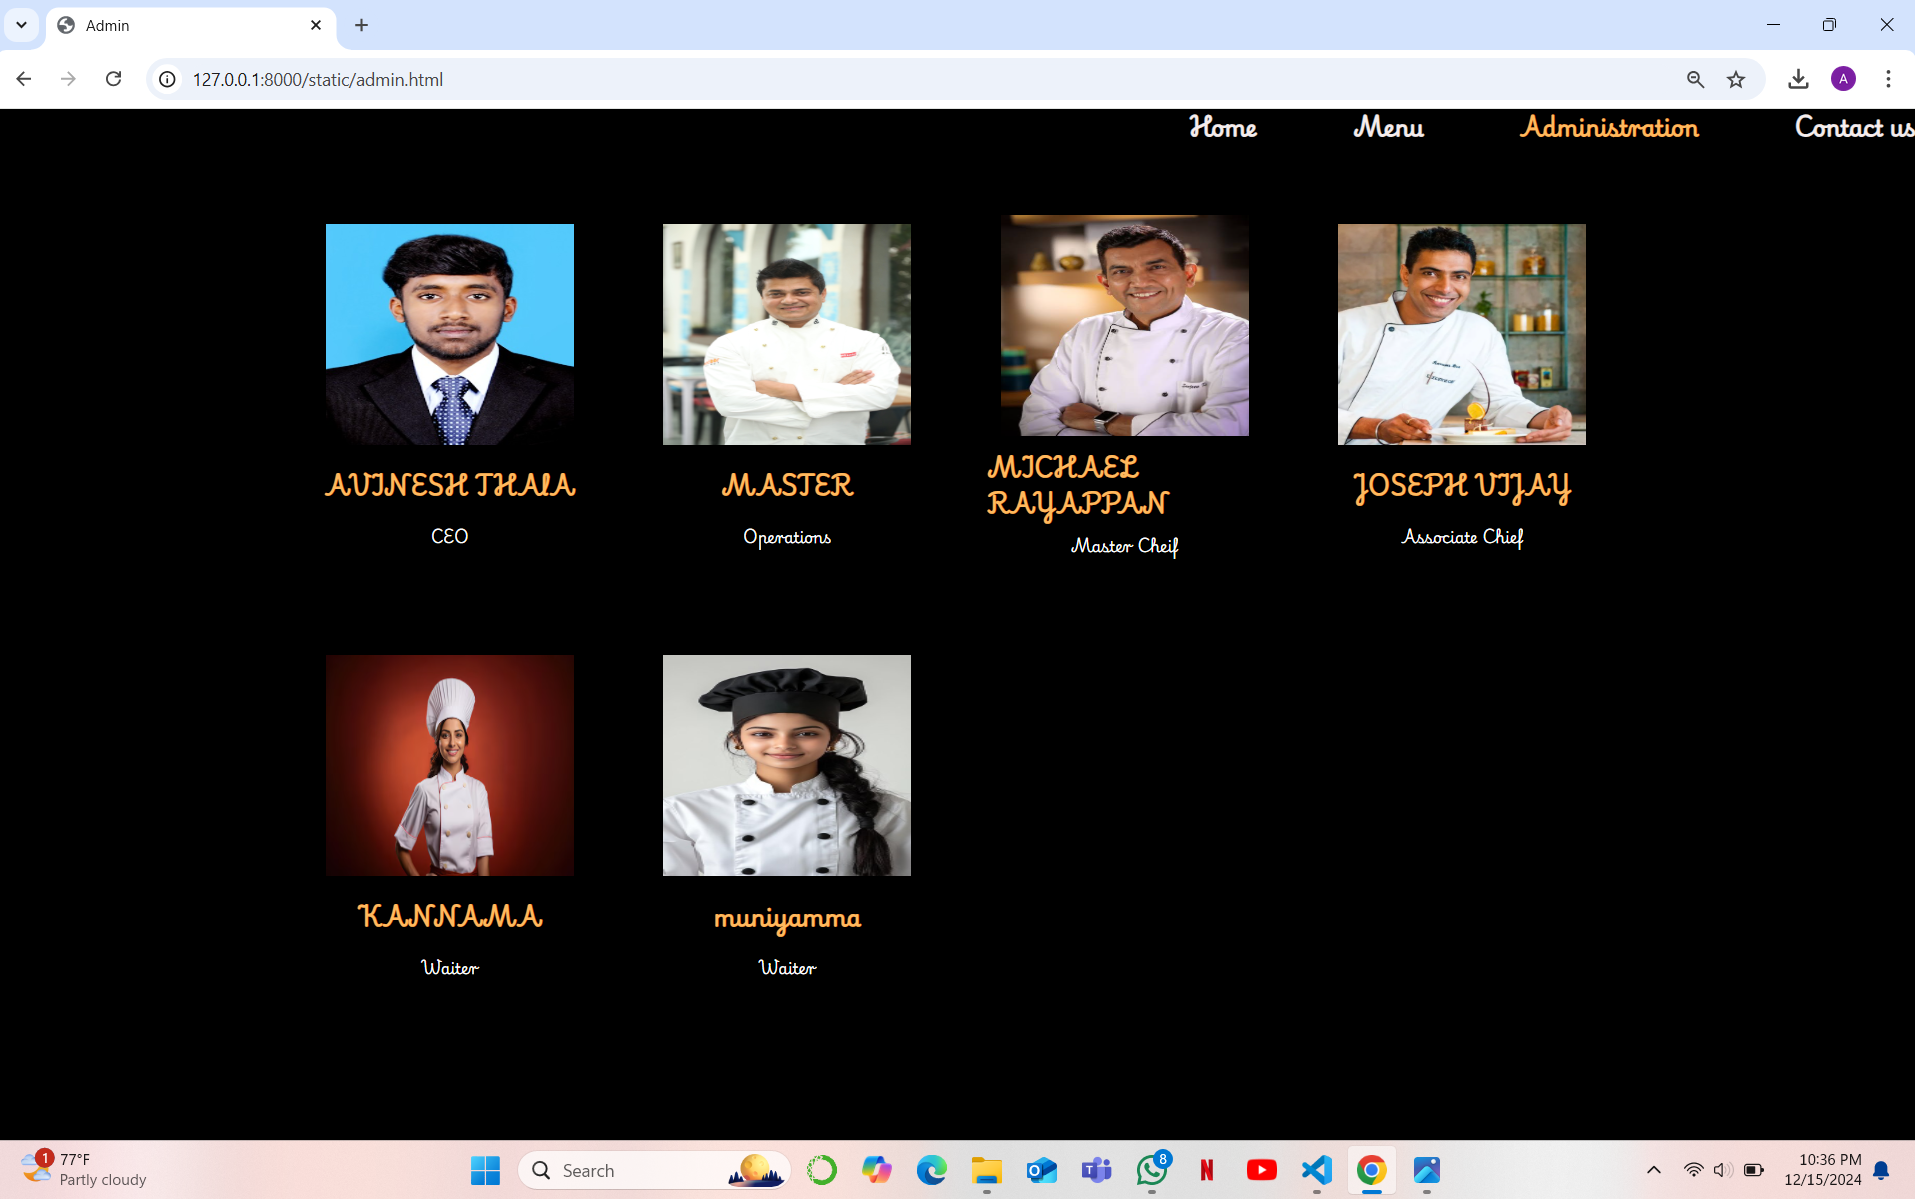 Admin
127.0.0.1:8000/static/admin.html
A
Home Menu Administration Contact us
AVINESH THALA MASTER MICHAEL RAYAPPAN JOSEPH VIJAY
CEO Operations Master Cheif Associate Chief
KANNAMA muniyamma
Waiter Waiter
1 77°F
Partly cloudy
Search
8
10:36 PM
12/15/2024